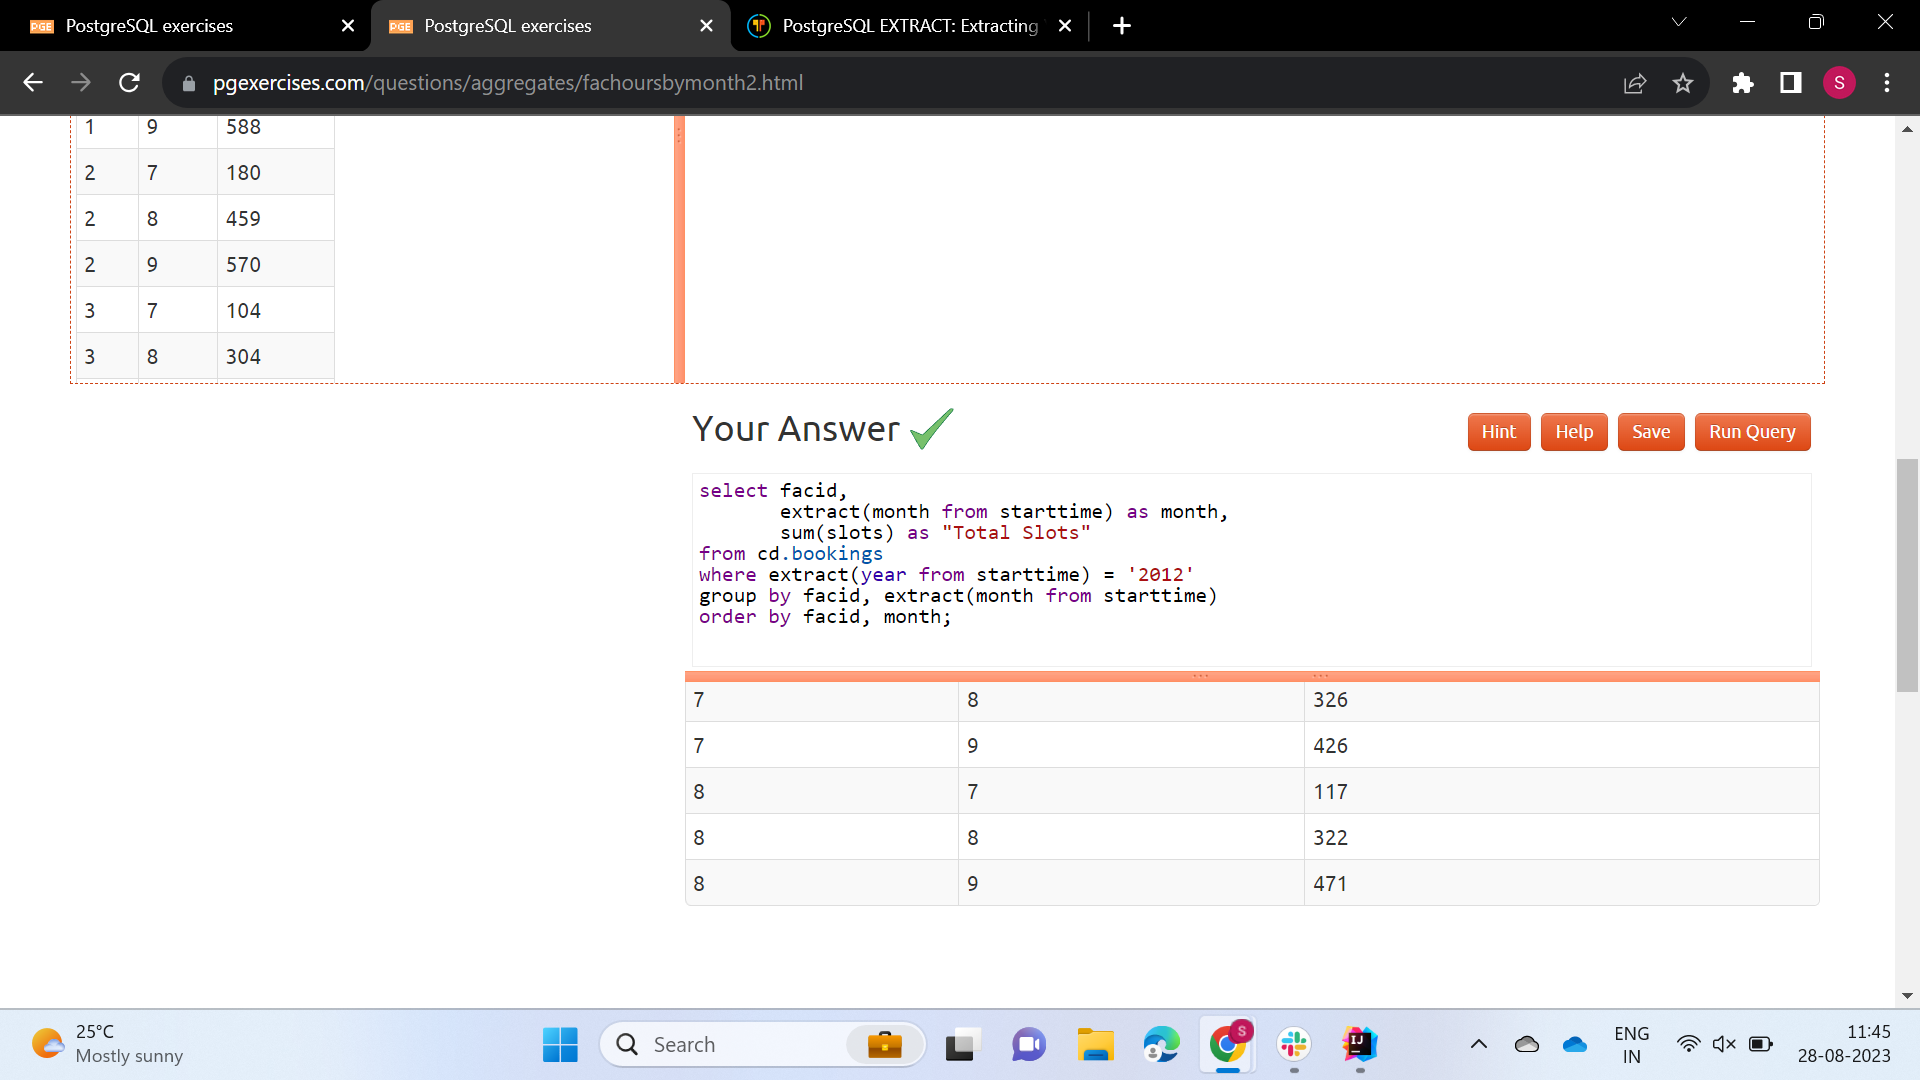 PGE PostgreSQL exercises
PGE PostgreSQL exercises
PostgreSQL EXTRACT: Extracting
pgexercises.com/questions/aggregates/fachoursbymonth2.html
S
1 9 588
2 7 180
2 8 459
2 9 570
3 7 104
3 8 304
Your Answer
Hint
Help
Save
Run Query
select facid,
extract(month from starttime) as month,
sum(slots) as "Total Slots"
from cd.bookings
where extract(year from starttime) = '2012'
group by facid, extract(month from starttime)
order by facid, month;
7 8 326
7 9 426
8 7 117
8 8 322
8 9 471
25°C
Mostly sunny
Search
S
IJ
ENG
IN
11:45
28-08-2023